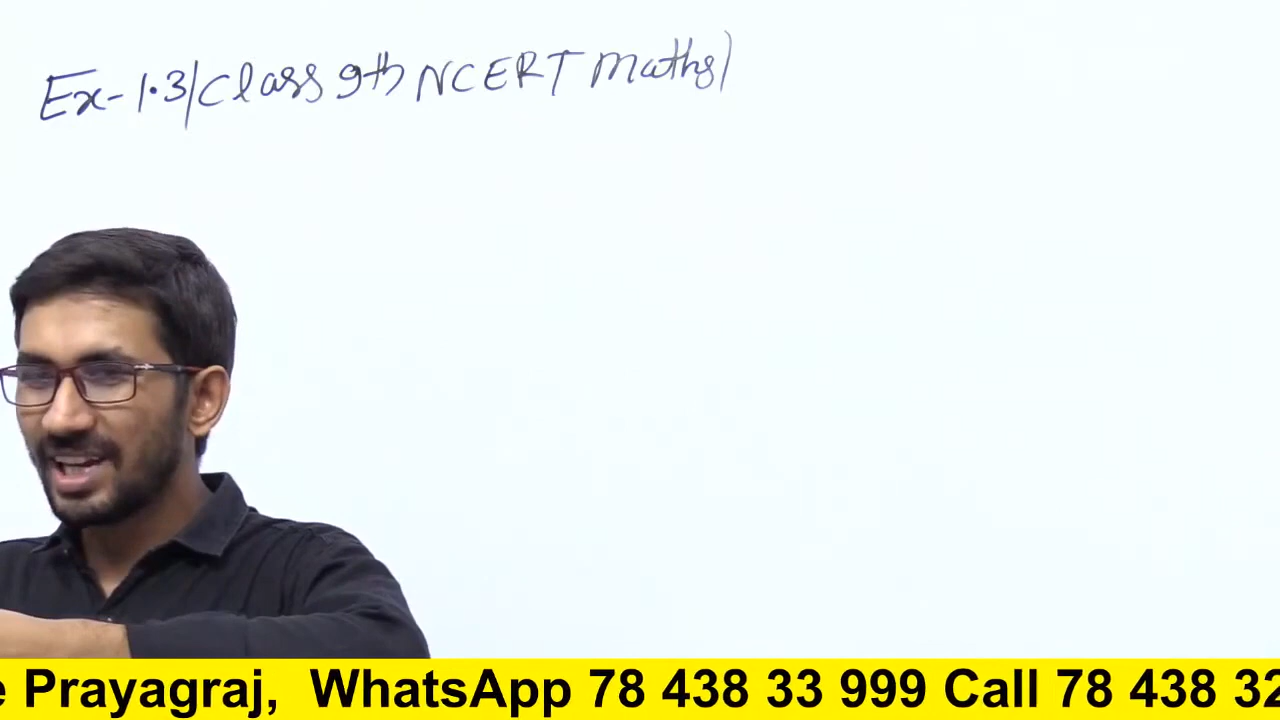 Ex-1.3/Class 9th NCERT Maths)
e Prayagraj, WhatsApp 78 438 33 999 Call 78 438 32